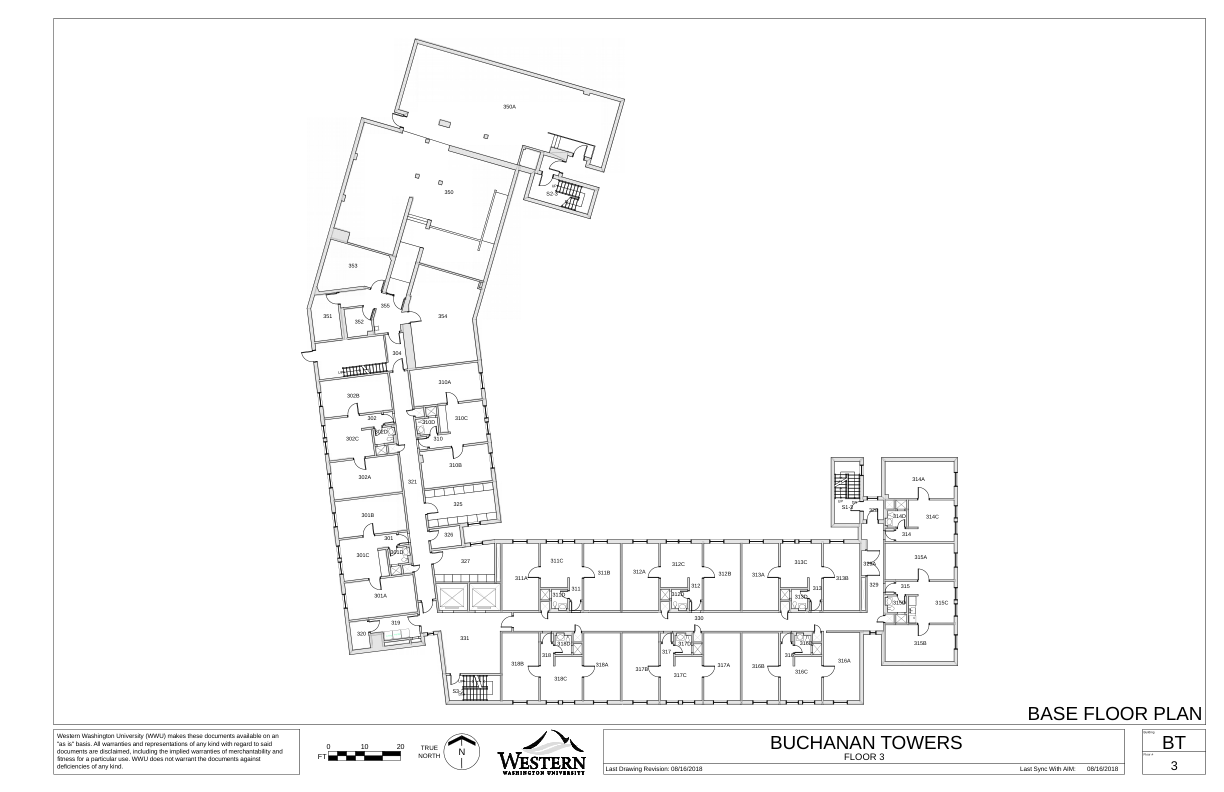 350A
350
S2-3
353
355
351
352
354
304
310A
302B
302
310D
310C
302D
302C
310
310B
302A
321
325
301B
326
301
301D
301C
327
301A
319
320
331
S3-3
311A
311C
311B
311D
311
312A
312C
312B
312D
312
313A
313C
313B
313D
313
330
318B
318
318D
318A
318C
317B
317
317D
317A
317C
316B
316D
316A
316C
314A
314D
314C
314
328A
329
315A
315
315D
315C
315B
BASE FLOOR PLAN
Western Washington University (WWU) makes these documents available on an
"as is" basis. All warranties and representations of any kind with regard to said
documents are disclaimed, including the implied warranties of merchantability and
fitness for a particular use. WWU does not warrant the documents against
deficiencies of any kind.
0 10 20
FT
TRUE
NORTH
N
WESTERN
WASHINGTON UNIVERSITY
BUCHANAN TOWERS
FLOOR 3
Last Drawing Revision: 08/16/2018
Last Sync With AIM: 08/16/2018
Building
BT
Floor #
3